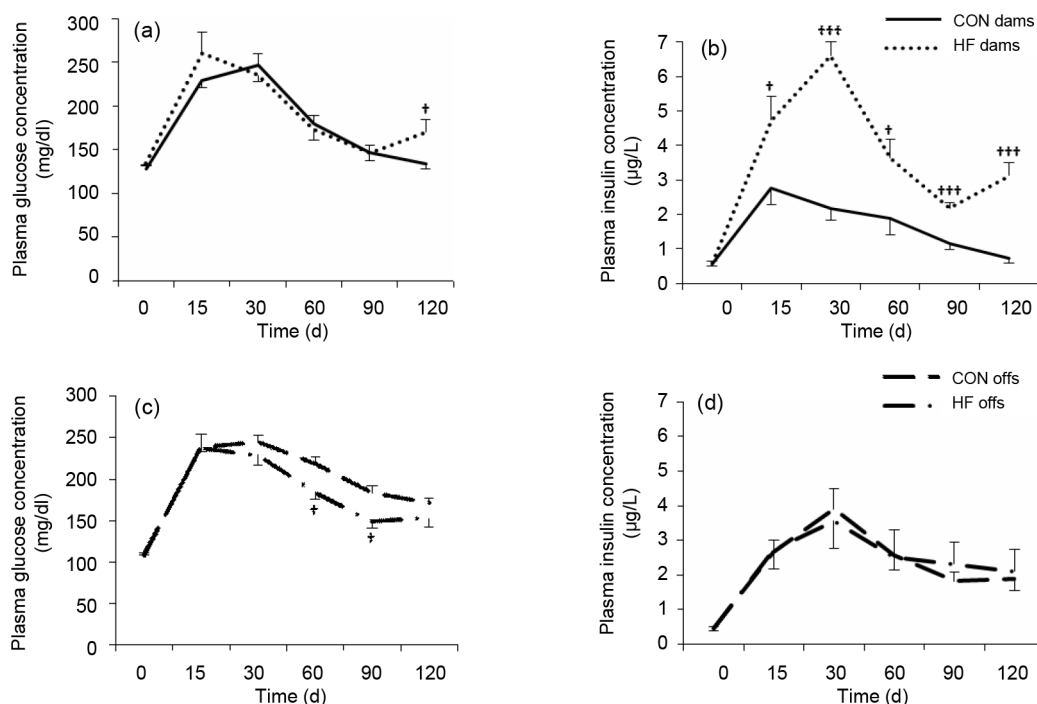 (a)
Plasma glucose concentration
(mg/dl)
300
250
200
150
100
50
0
†
0 15 30 60 90 120
Time (d)
(b)
CON dams
HF dams
Plasma insulin concentration
(µg/L)
7
6
5
4
3
2
1
0
†
†††
†
†††
†††
0 15 30 60 90 120
Time (d)
(c)
Plasma glucose concentration
(mg/dl)
300
250
200
150
100
50
0
†
†
0 15 30 60 90 120
Time (d)
(d)
CON offs
HF offs
Plasma insulin concentration
(µg/L)
7
6
5
4
3
2
1
0
0 15 30 60 90 120
Time (d)